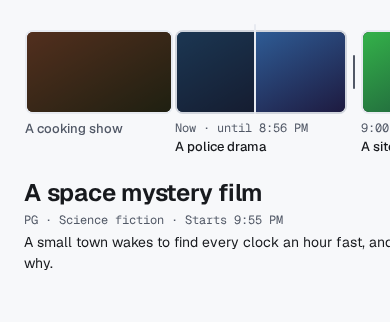 A cooking show
Now · until 8:56 PM
9:00
A police drama
A site
A space mystery film
PG · Science fiction · Starts 9:55 PM
A small town wakes to find every clock an hour fast, and
why.